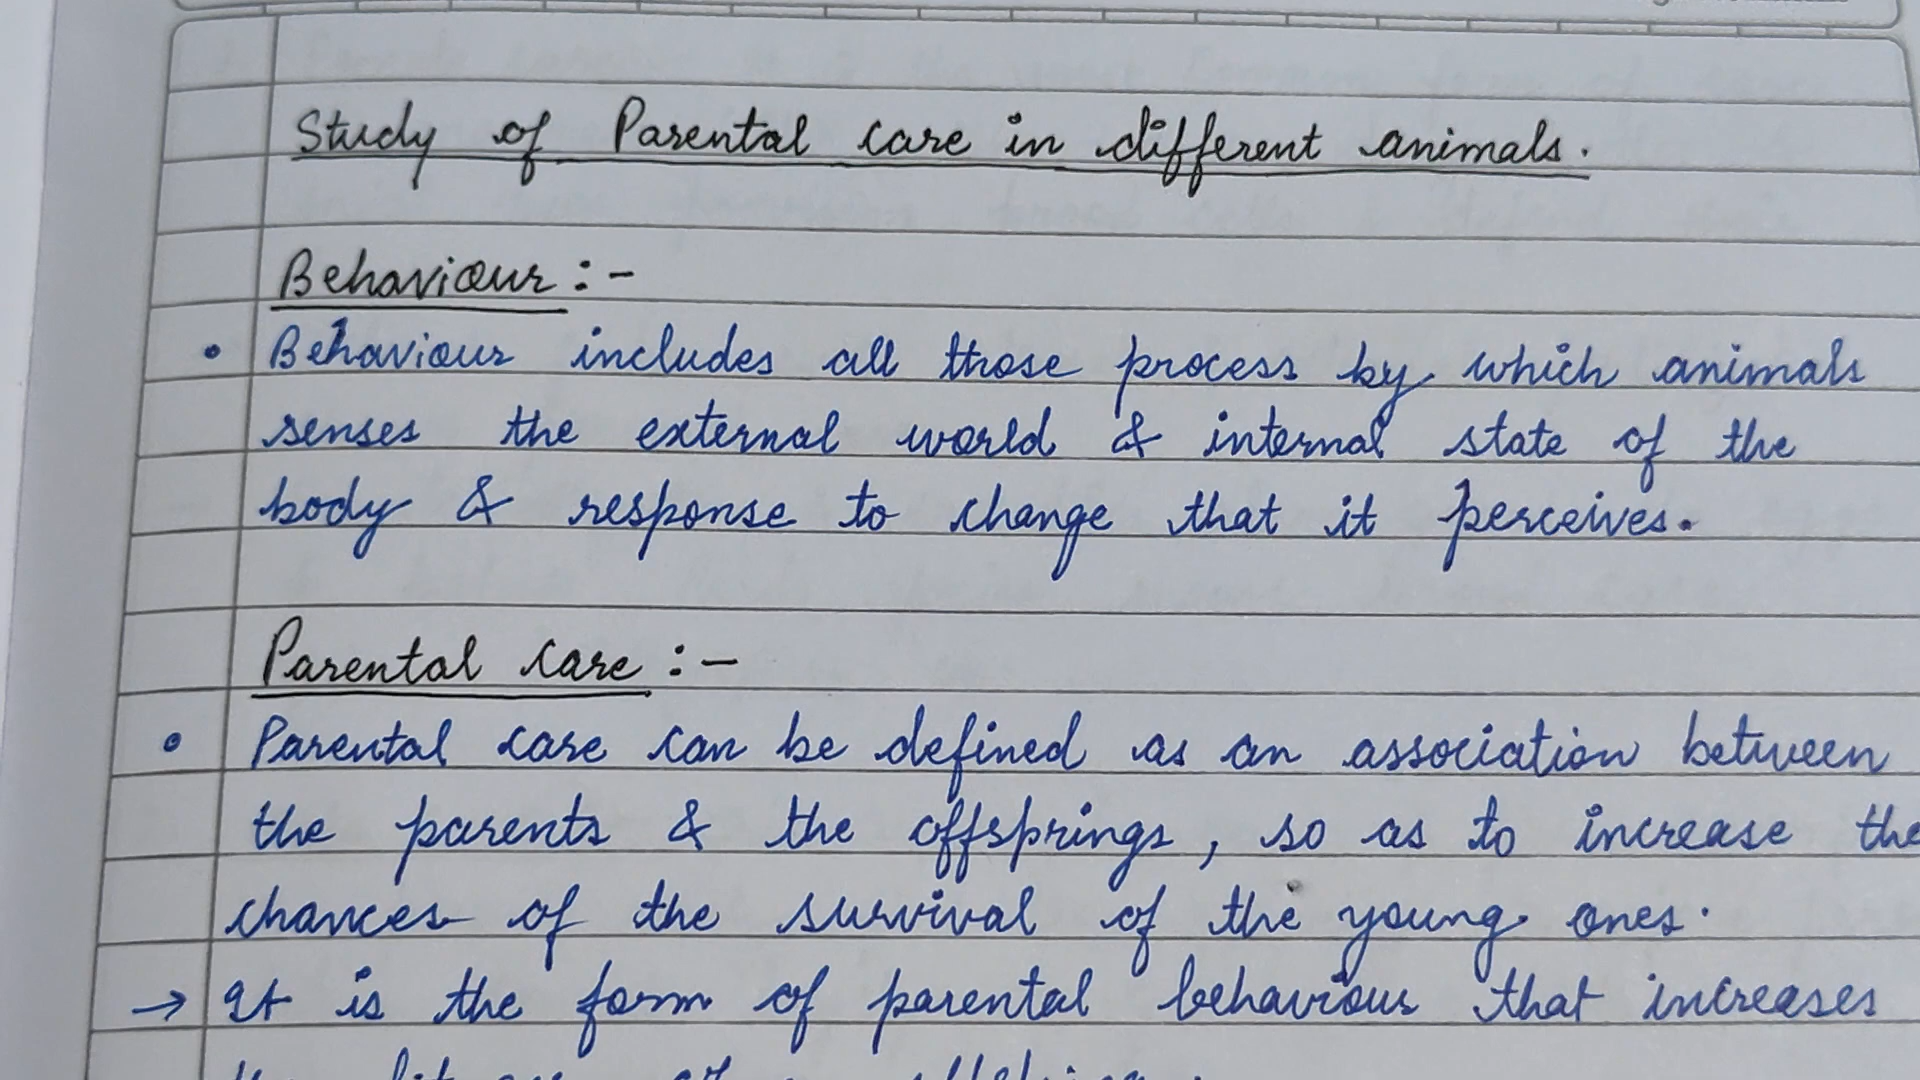 Study of Parental care in different animals.
Behaviour :-
• Behaviour includes all those process by which animals
senses the external world & internal state of the
body & response to change that it perceives.
Parental care :-
• Parental care can be defined as an association between
the parents & the offsprings, so as to increase the
chances of the survival of the young ones.
→ It is the form of parental behaviour that increases